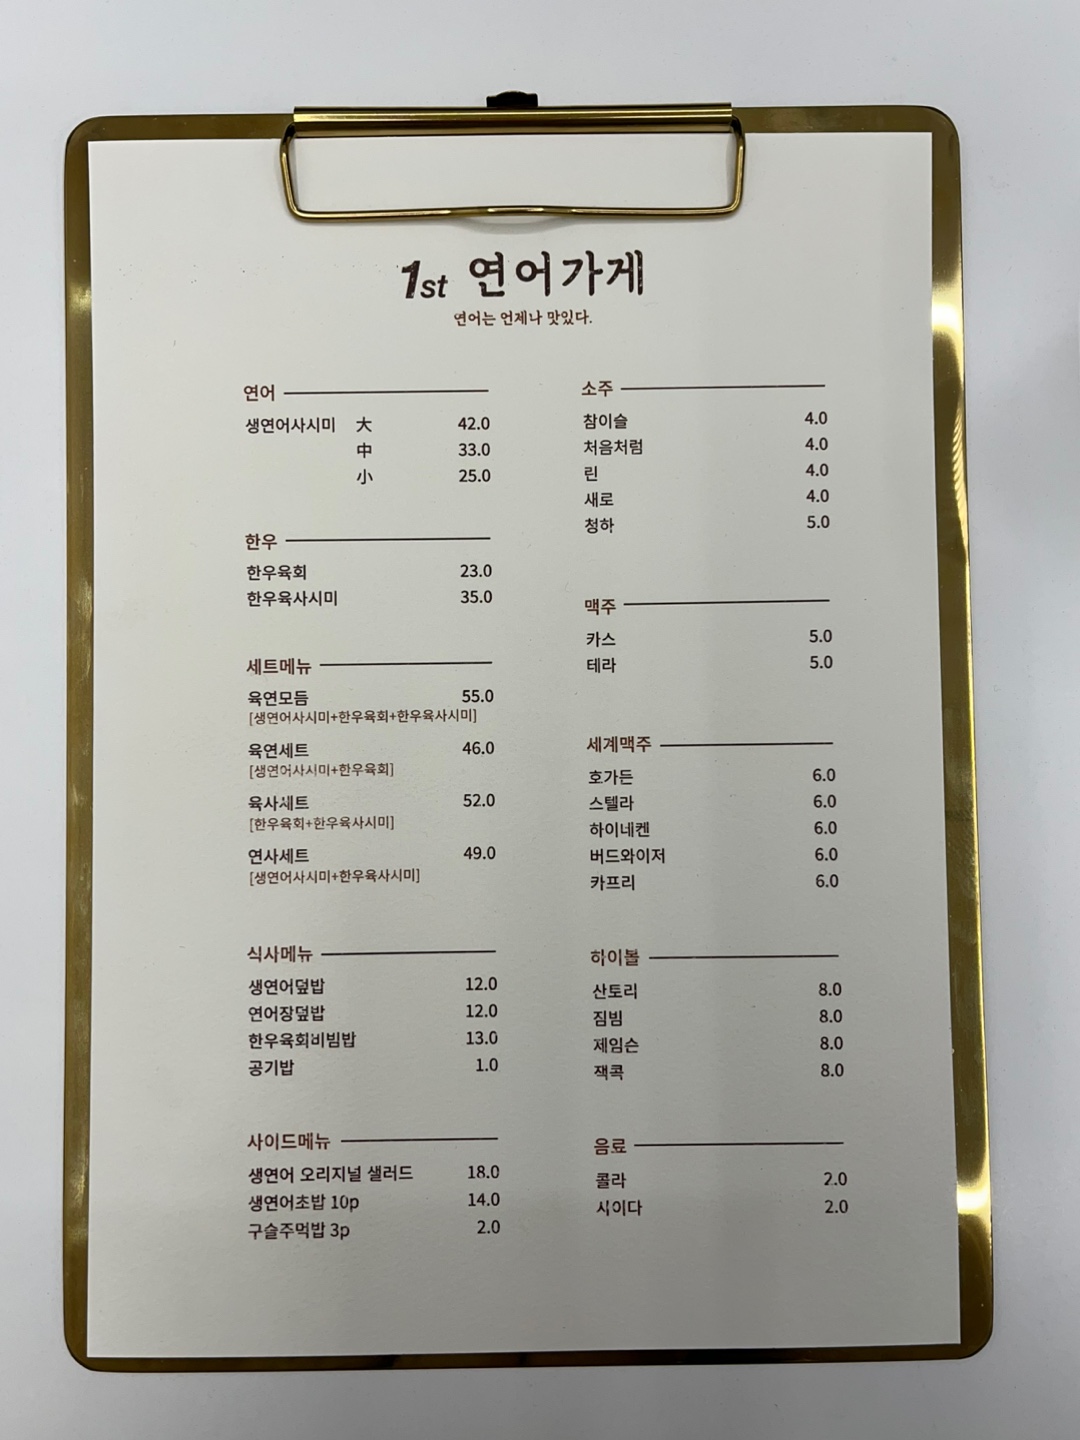 1st 연어가게
연어는 언제나 맛있다.
연어
생연어사시미 大 42.0
中 33.0
小 25.0
한우
한우육회 23.0
한우육사시미 35.0
세트메뉴
육연모듬 55.0
[생연어사시미+한우육회+한우육사시미]
육연세트 46.0
[생연어사시미+한우육회]
육사세트 52.0
[한우육회+한우육사시미]
연사세트 49.0
[생연어사시미+한우육사시미]
식사메뉴
생연어덮밥 12.0
연어장덮밥 12.0
한우육회비빔밥 13.0
공기밥 1.0
사이드메뉴
생연어 오리지널 샐러드 18.0
생연어초밥 10p 14.0
구슬주먹밥 3p 2.0
소주
참이슬 4.0
처음처럼 4.0
린 4.0
새로 4.0
청하 5.0
맥주
카스 5.0
테라 5.0
세계맥주
호가든 6.0
스텔라 6.0
하이네켄 6.0
버드와이저 6.0
카프리 6.0
하이볼
산토리 8.0
짐빔 8.0
제임슨 8.0
잭콕 8.0
음료
콜라 2.0
사이다 2.0